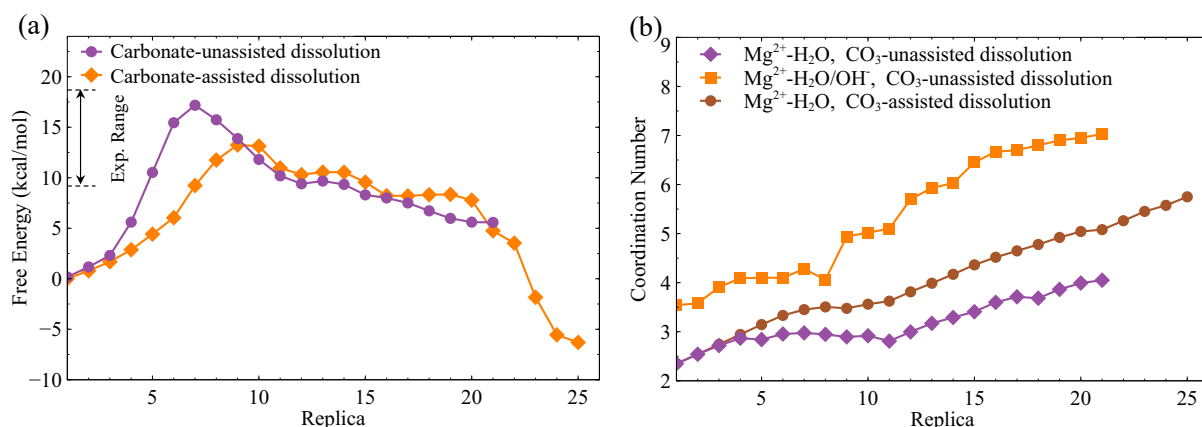 (a)
Carbonate-unassisted dissolution
Carbonate-assisted dissolution
Exp. Range
Free Energy (kcal/mol)
20
15
10
5
0
−5
−10
5
10
15
20
25
Replica
(b)
Mg²⁺-H₂O, CO₃-unassisted dissolution
Mg²⁺-H₂O/OH⁻, CO₃-unassisted dissolution
Mg²⁺-H₂O, CO₃-assisted dissolution
Coordination Number
9
8
7
6
5
4
3
2
5
10
15
20
25
Replica